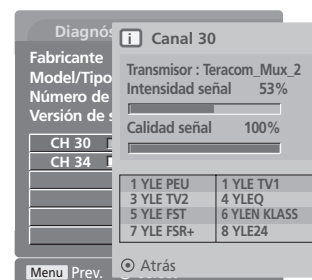 Diagnós
Fabricante
Model/Tipo
Número de
Versión de s
CH 30
CH 34
Menu Prev.
i Canal 30
Transmisor : Teracom_Mux_2
Intensidad señal 53%
Calidad señal 100%
1 YLE PEU 1 YLE TV1
3 YLE TV2 4 YLEQ
5 YLE FST 6 YLEN KLASS
7 YLE FSR+ 8 YLE24
Atrás